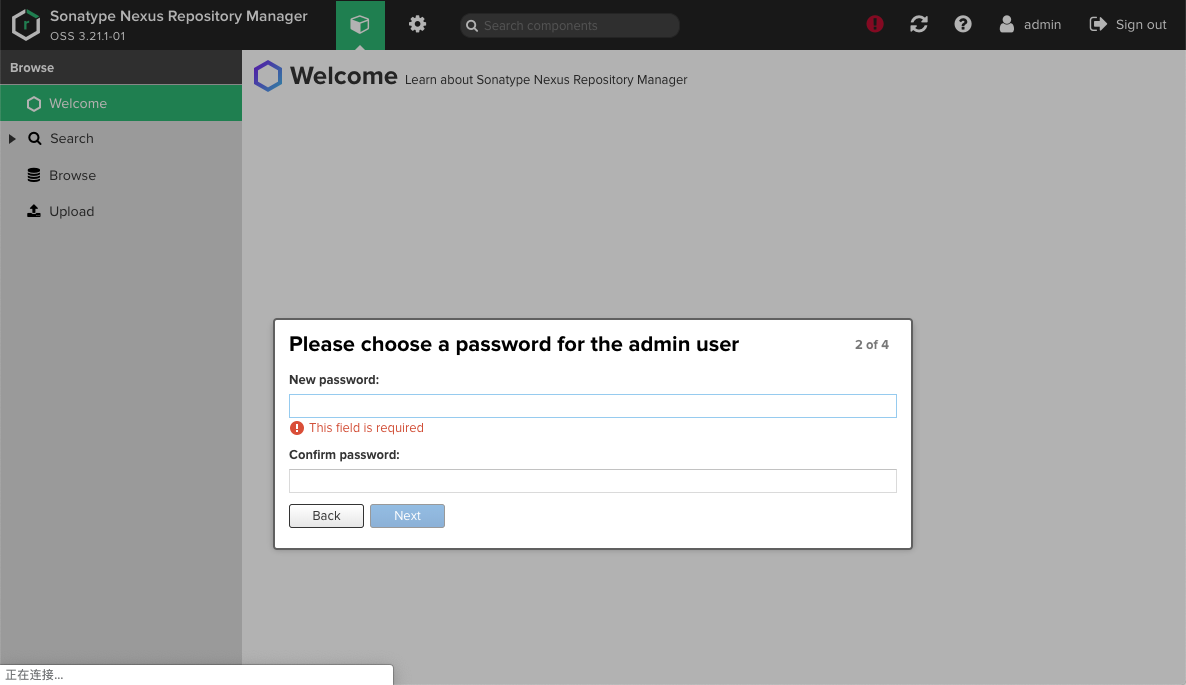 Sonatype Nexus Repository Manager
OSS 3.21.1-01
Search components
admin
Sign out
Browse
Welcome
Search
Browse
Upload
Welcome Learn about Sonatype Nexus Repository Manager
Please choose a password for the admin user
2 of 4
New password:
This field is required
Confirm password:
Back
Next
正在连接...